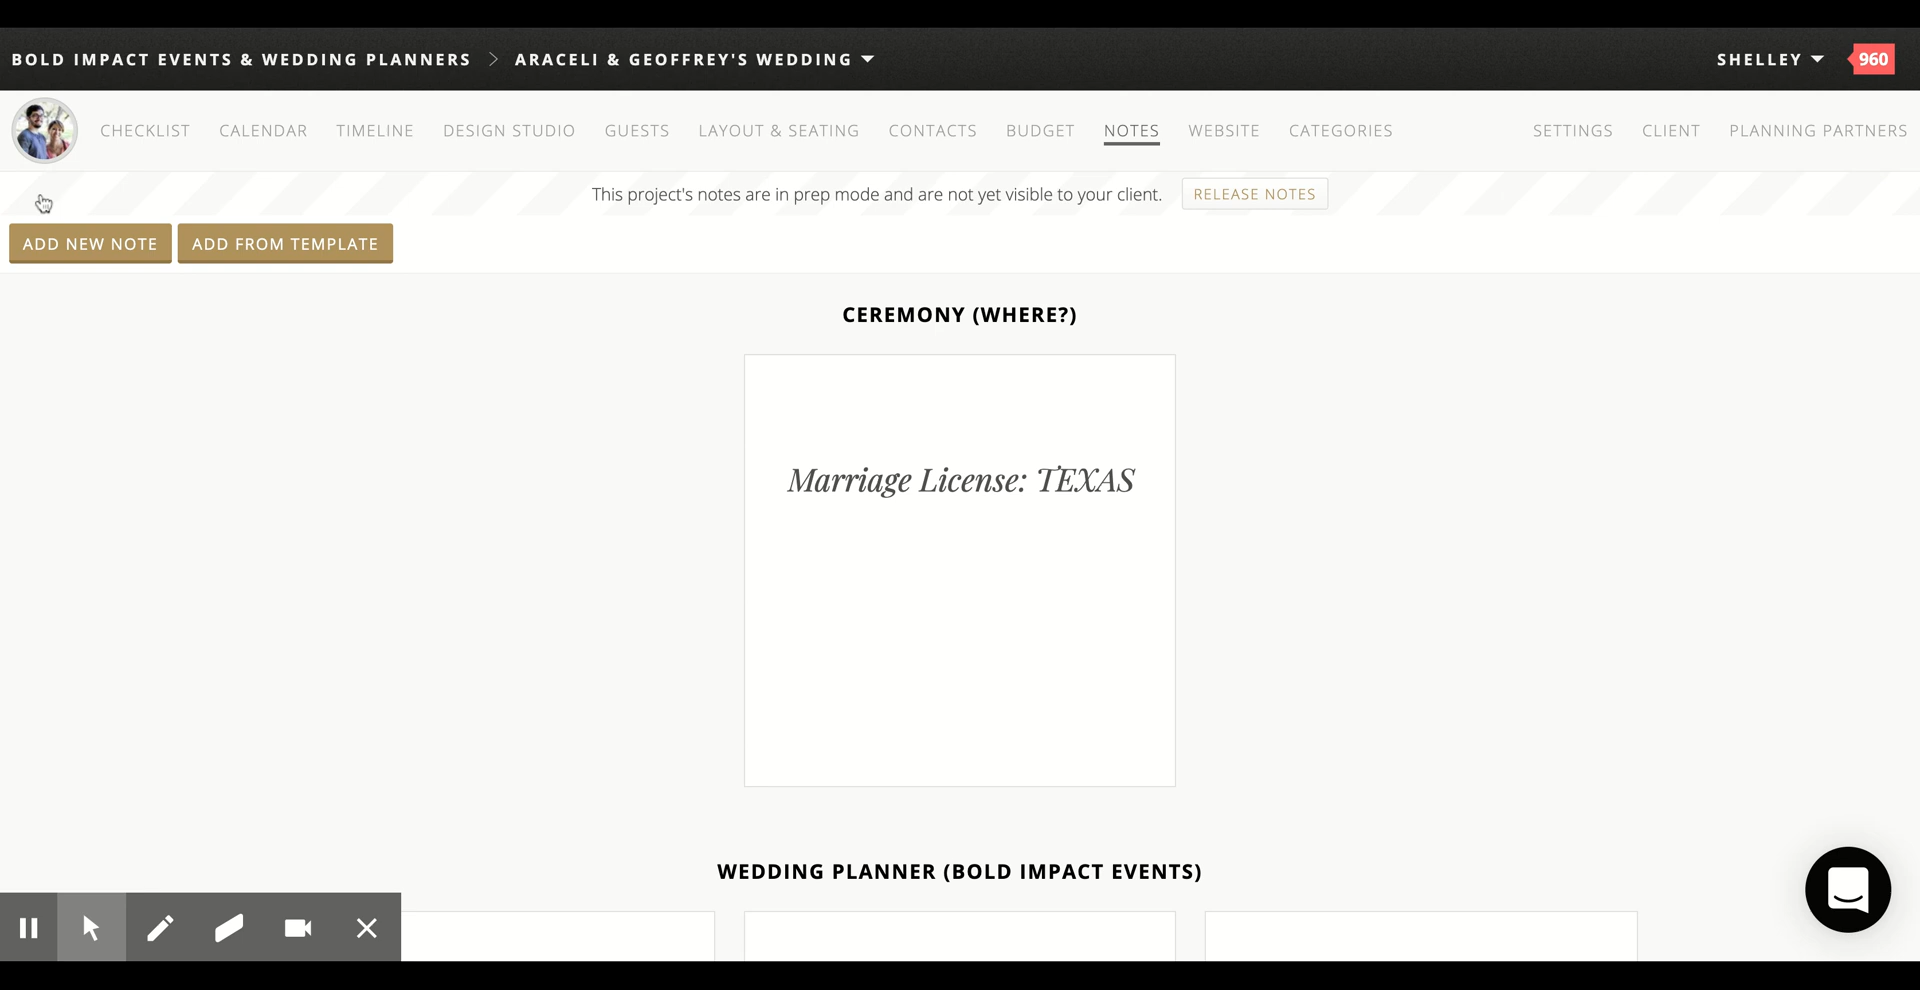 BOLD IMPACT EVENTS & WEDDING PLANNERS > ARACELI & GEOFFREY'S WEDDING SHELLEY 960
CHECKLIST CALENDAR TIMELINE DESIGN STUDIO GUESTS LAYOUT & SEATING CONTACTS BUDGET NOTES WEBSITE CATEGORIES SETTINGS CLIENT PLANNING PARTNERS
This project's notes are in prep mode and are not yet visible to your client. RELEASE NOTES
ADD NEW NOTE ADD FROM TEMPLATE
CEREMONY (WHERE?)
Marriage License: TEXAS
WEDDING PLANNER (BOLD IMPACT EVENTS)